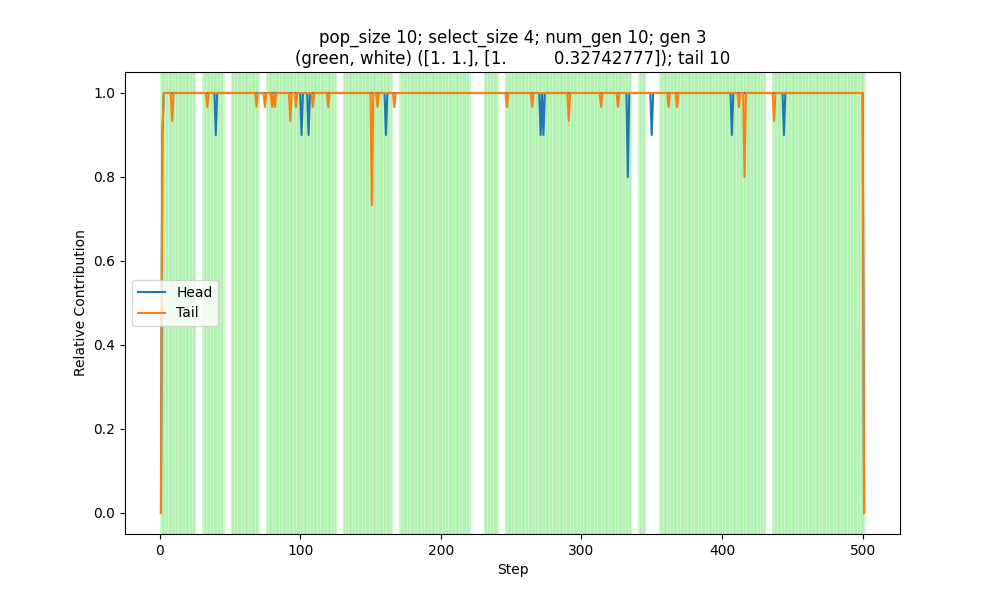 pop_size 10; select_size 4; num_gen 10; gen 3
(green, white) ([1. 1.], [1.         0.32742777]); tail 10
1.0
0.8
0.6
0.4
0.2
0.0
Relative Contribution
Head
Tail
0
100
200
300
400
500
Step